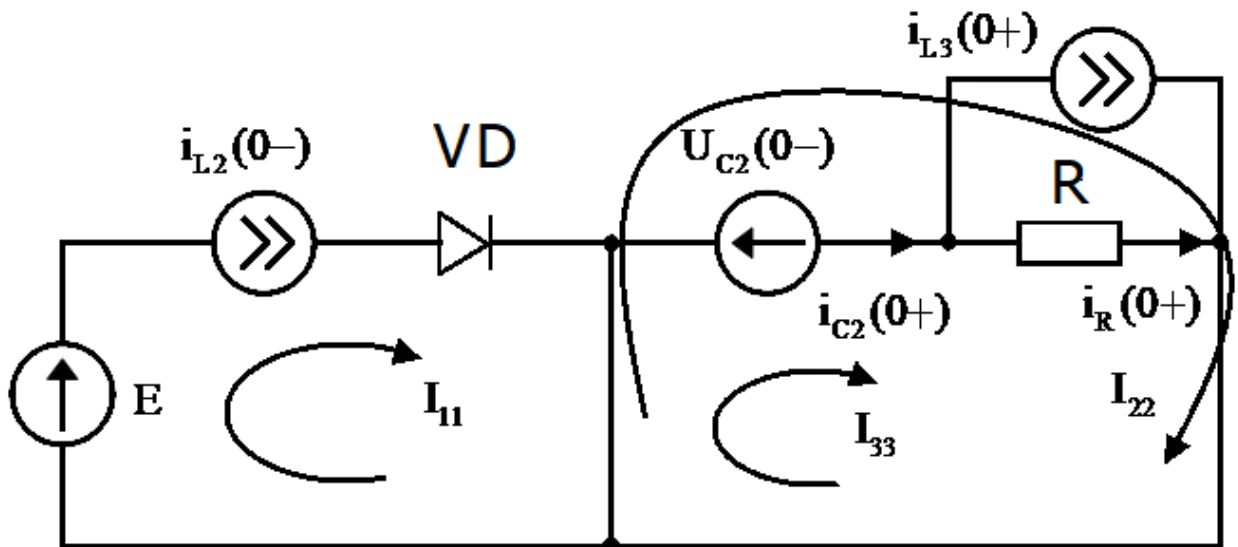 i_L3(0+)
i_L2(0–)
VD
U_C2(0–)
R
i_C2(0+)
i_R(0+)
E
I_11
I_33
I_22